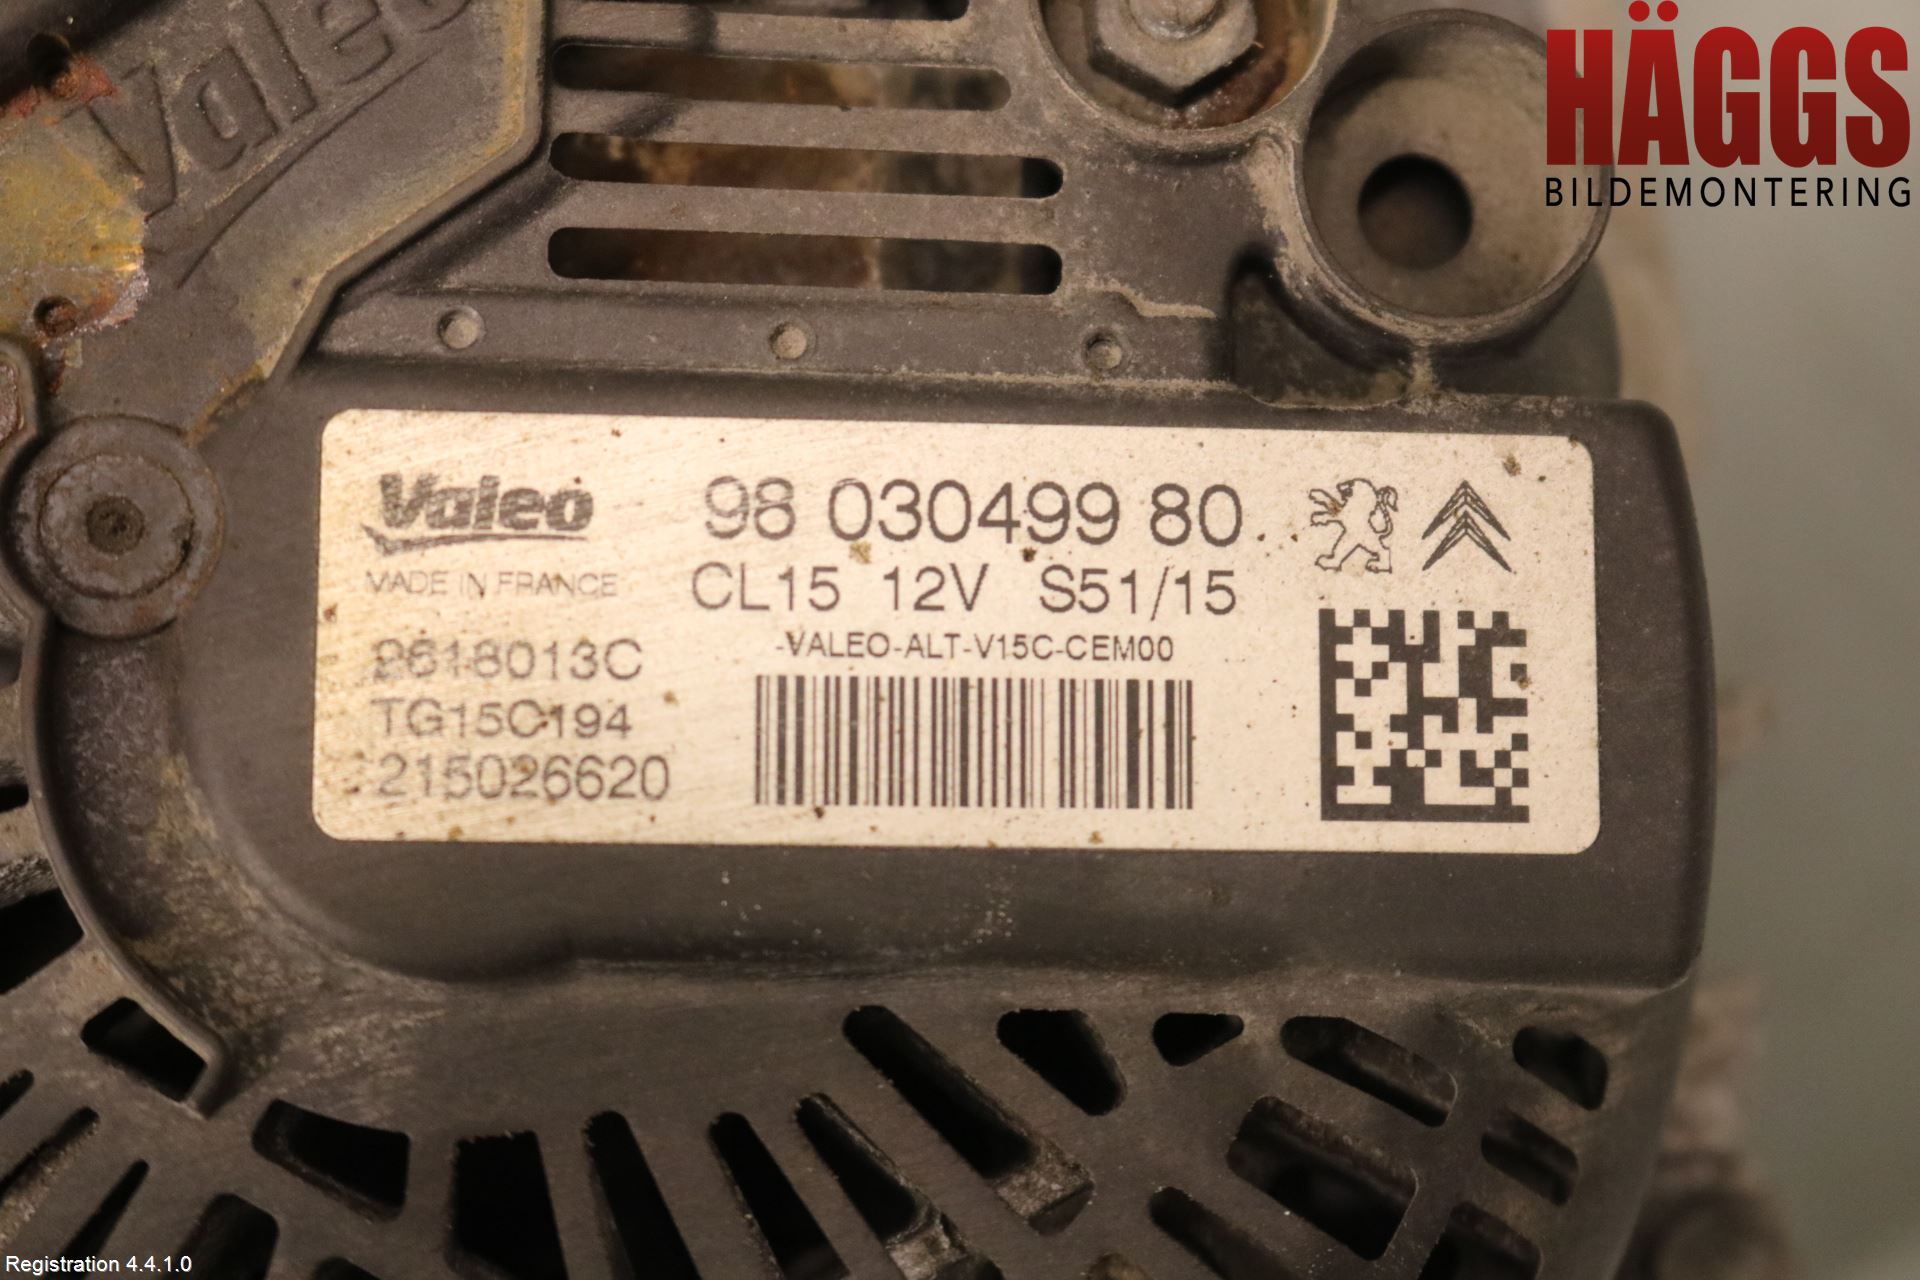 Valeo
HÄGGS
BILDEMONTERING
Valeo
98 030499 80
MADE IN FRANCE
CL15 12V S51/15
-VALEO-ALT-V15C-CEM00
2618013C
TG15C194
215026620
Registration 4.4.1.0